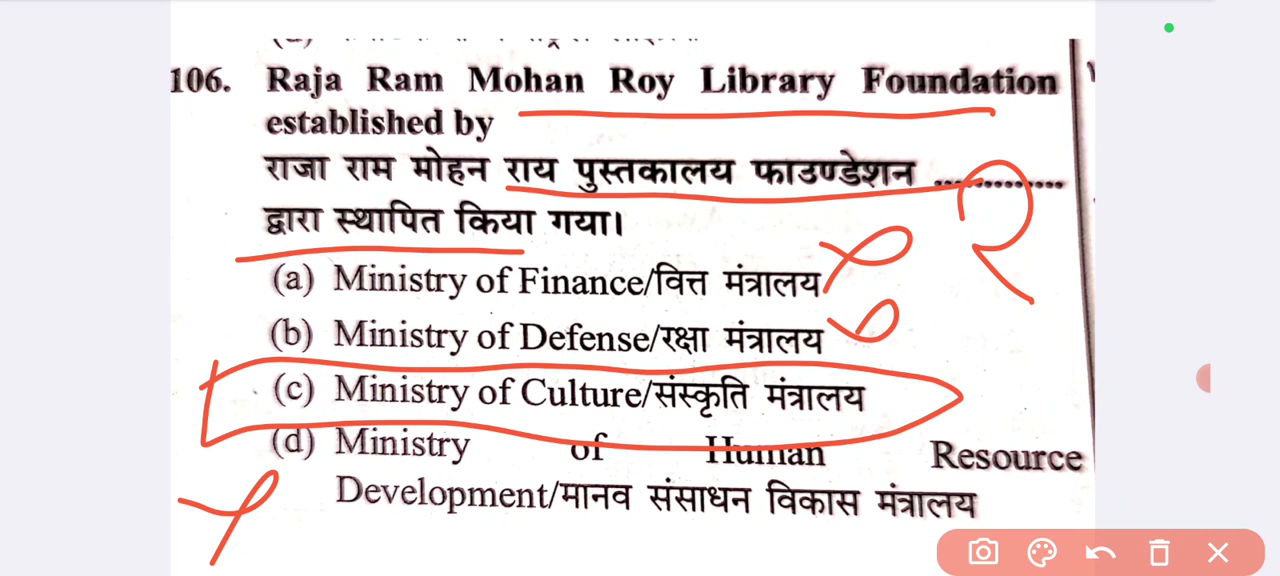 106. Raja Ram Mohan Roy Library Foundation
established by
राजा राम मोहन राय पुस्तकालय फाउण्डेशन ..............
द्वारा स्थापित किया गया।
(a) Ministry of Finance/वित्त मंत्रालय
(b) Ministry of Defense/रक्षा मंत्रालय
(c) Ministry of Culture/संस्कृति मंत्रालय
(d) Ministry of Human Resource
Development/मानव संसाधन विकास मंत्रालय